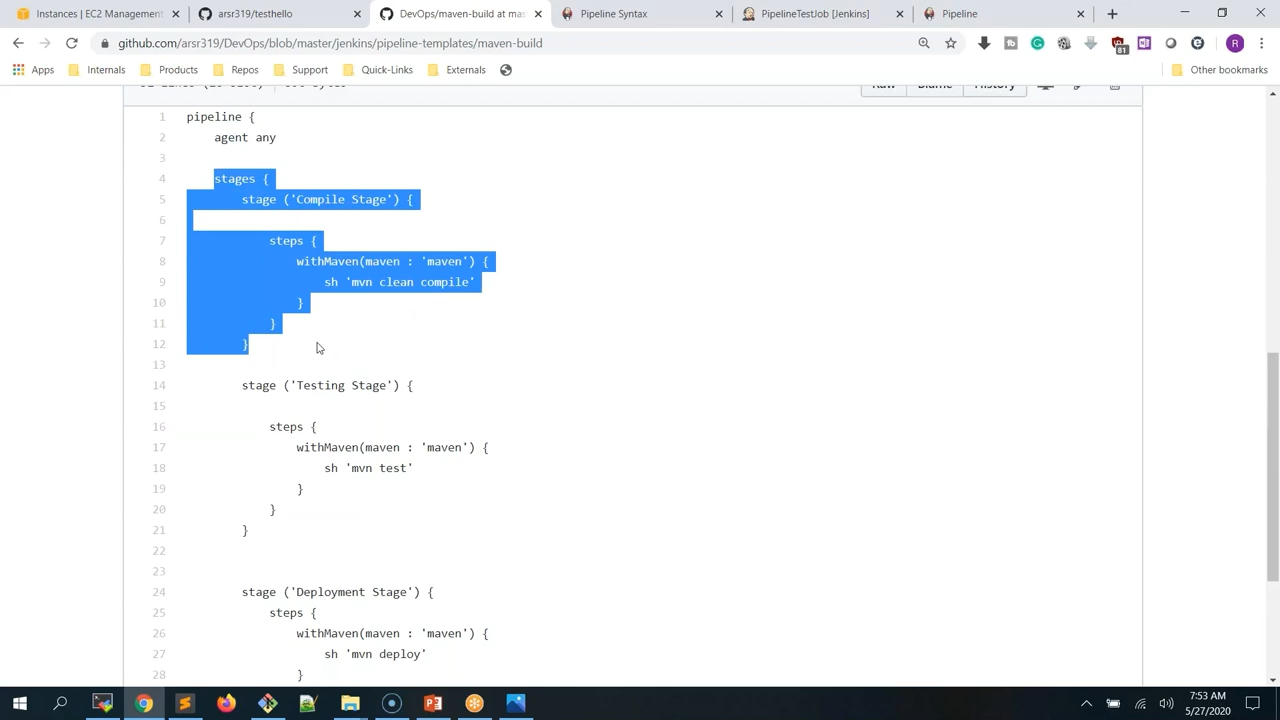 Instances | EC2 Management
arsr319/testhello
DevOps/maven-build at mas
Pipeline Syntax
PipelineTestJob [Jenkins]
Pipeline
github.com/arsr319/DevOps/blob/master/jenkins/pipeline-templates/maven-build
81
R
Apps
Internals
Products
Repos
Support
Quick-Links
Externals
Other bookmarks
Raw
Blame
History
1 pipeline {
2 agent any
3
4 stages {
5 stage ('Compile Stage') {
6
7 steps {
8 withMaven(maven : 'maven') {
9 sh 'mvn clean compile'
10 }
11 }
12 }
13
14 stage ('Testing Stage') {
15
16 steps {
17 withMaven(maven : 'maven') {
18 sh 'mvn test'
19 }
20 }
21 }
22
23
24 stage ('Deployment Stage') {
25 steps {
26 withMaven(maven : 'maven') {
27 sh 'mvn deploy'
28 }
7:53 AM
5/27/2020